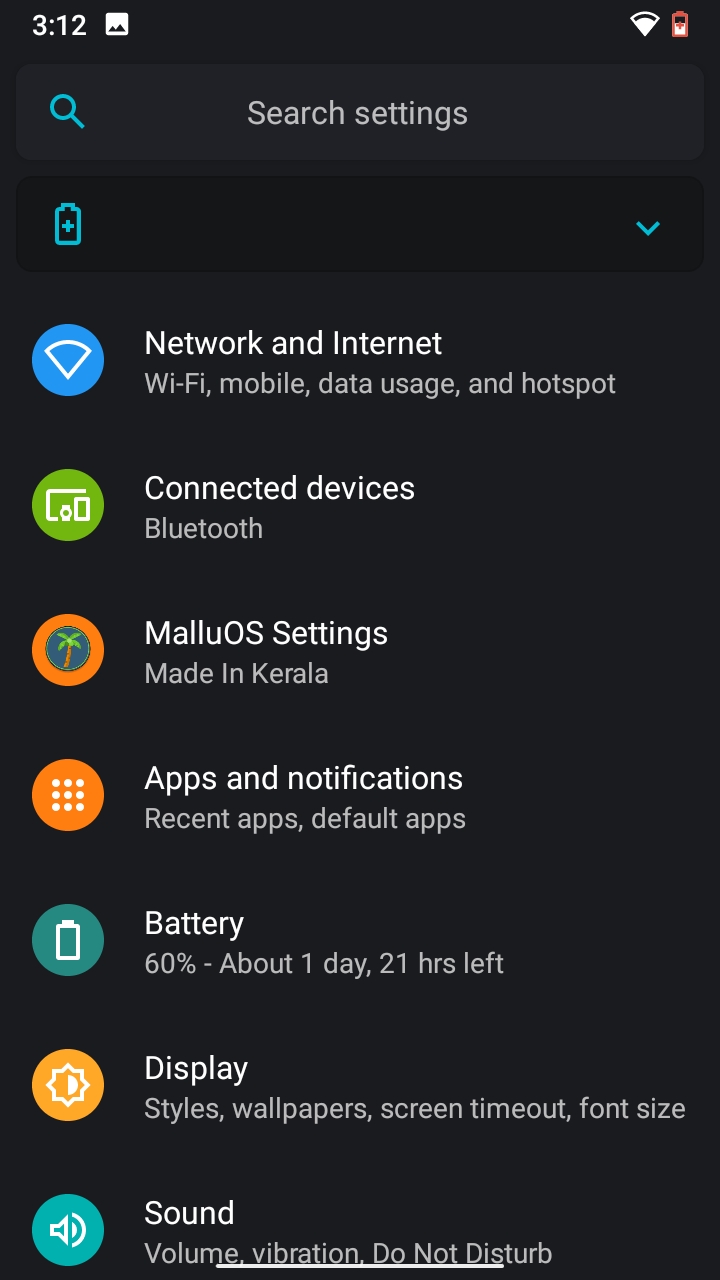 3:12
Search settings
Network and Internet
Wi-Fi, mobile, data usage, and hotspot
Connected devices
Bluetooth
MalluOS Settings
Made In Kerala
Apps and notifications
Recent apps, default apps
Battery
60% - About 1 day, 21 hrs left
Display
Styles, wallpapers, screen timeout, font size
Sound
Volume, vibration, Do Not Disturb